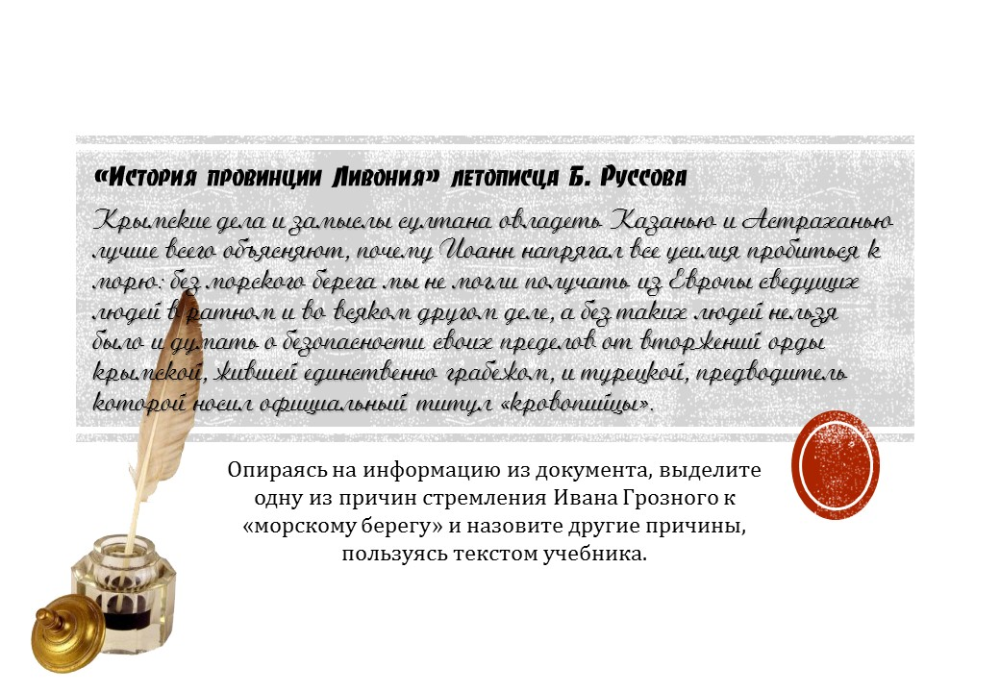 «История провинции Ливония» летописца Б. Руссова
Крымские дела и замыслы султана овладеть Казанью и Астраханью
лучше всего объясняют, почему Иоанн напрягал все усилия пробиться к
морю: без морского берега мы не могли получать из Европы сведущих
людей в ратном и во всяком другом деле, а без таких людей нельзя
было и думать о безопасности своих пределов от вторжений орды
крымской, жившей единственно грабежом, и турецкой, предводитель
которой носил официальный титул «кровопийцы».
Опираясь на информацию из документа, выделите
одну из причин стремления Ивана Грозного к
«морскому берегу» и назовите другие причины,
пользуясь текстом учебника.